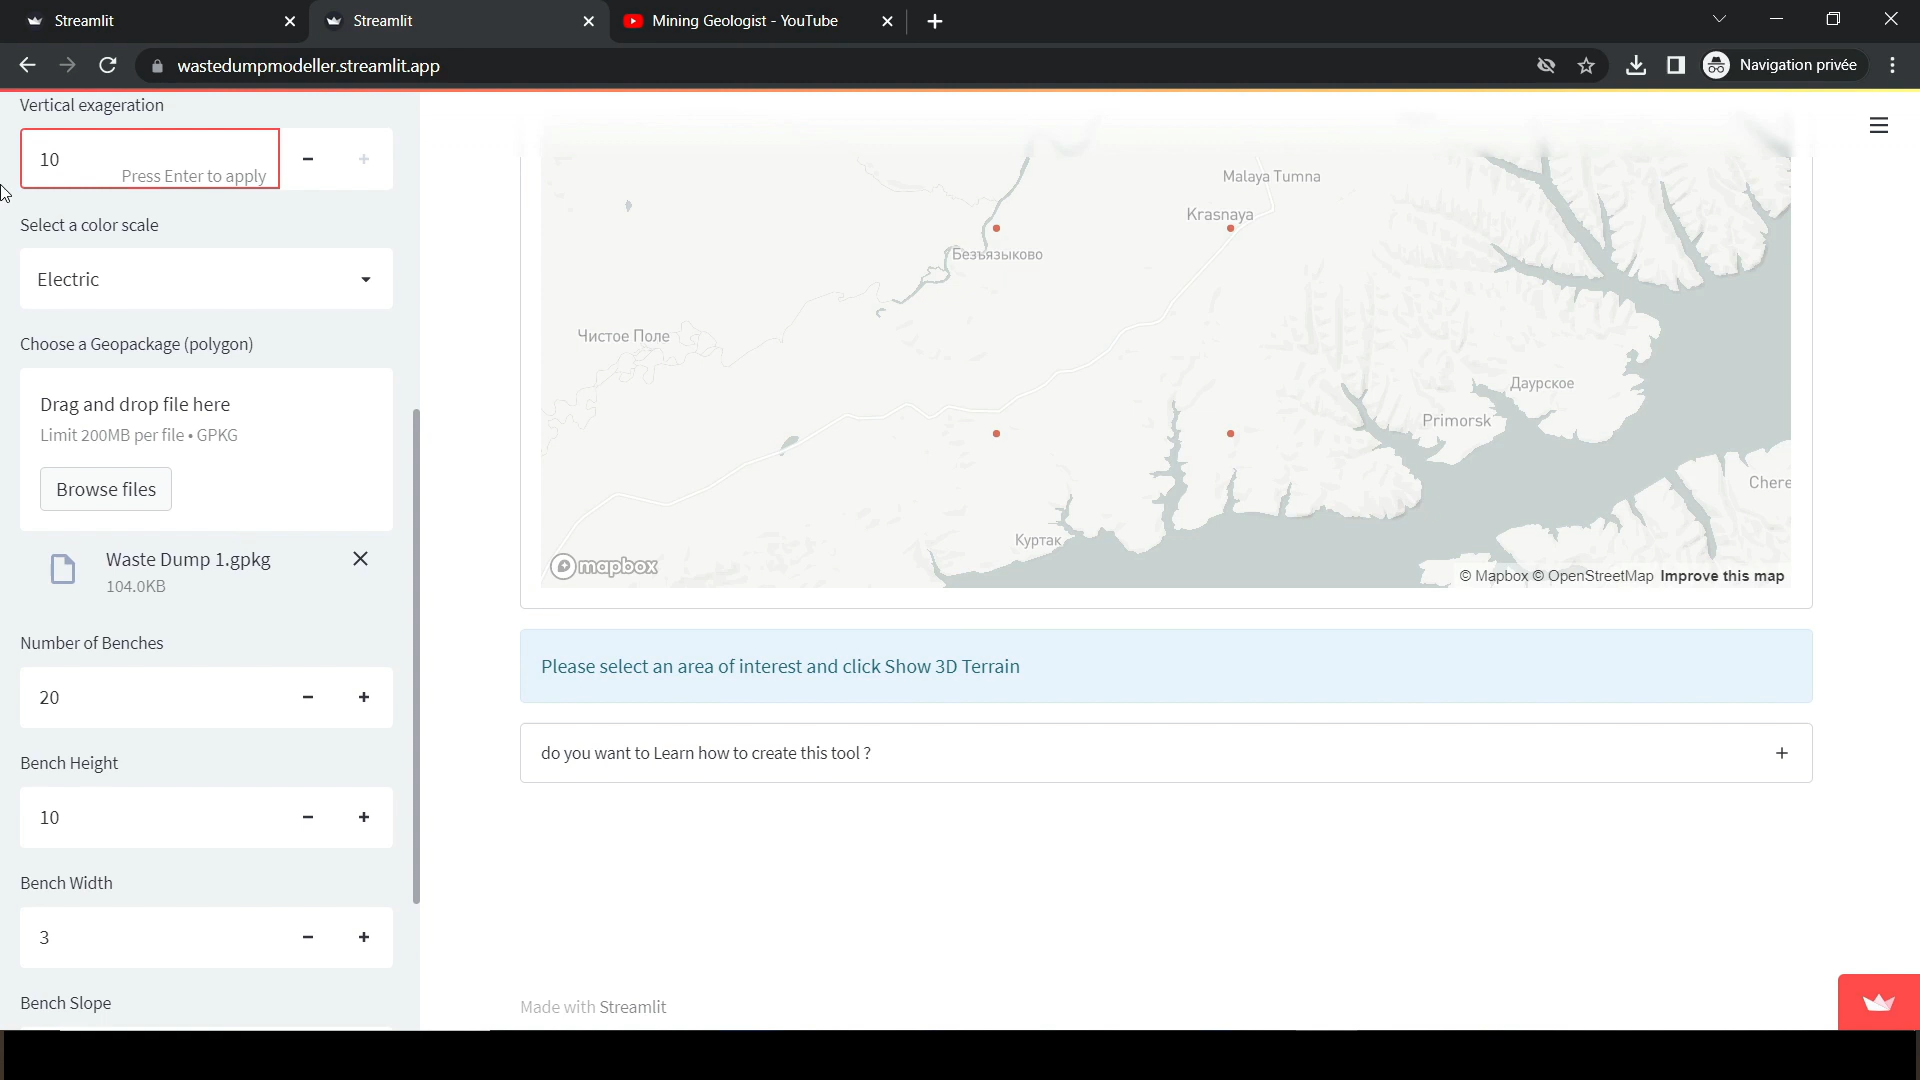 Streamlit
Streamlit
Mining Geologist - YouTube
wastedumpmodeller.streamlit.app
Navigation privée
Vertical exageration
10
Press Enter to apply
Select a color scale
Electric
Choose a Geopackage (polygon)
Drag and drop file here
Limit 200MB per file • GPKG
Browse files
Waste Dump 1.gpkg
104.0KB
Number of Benches
20
Bench Height
10
Bench Width
3
Bench Slope
Malaya Tumna
Krasnaya
Безъязыково
Чистое Поле
Даурское
Primorsk
Chere
Куртак
mapbox
© Mapbox © OpenStreetMap Improve this map
Please select an area of interest and click Show 3D Terrain
do you want to Learn how to create this tool ?
Made with Streamlit